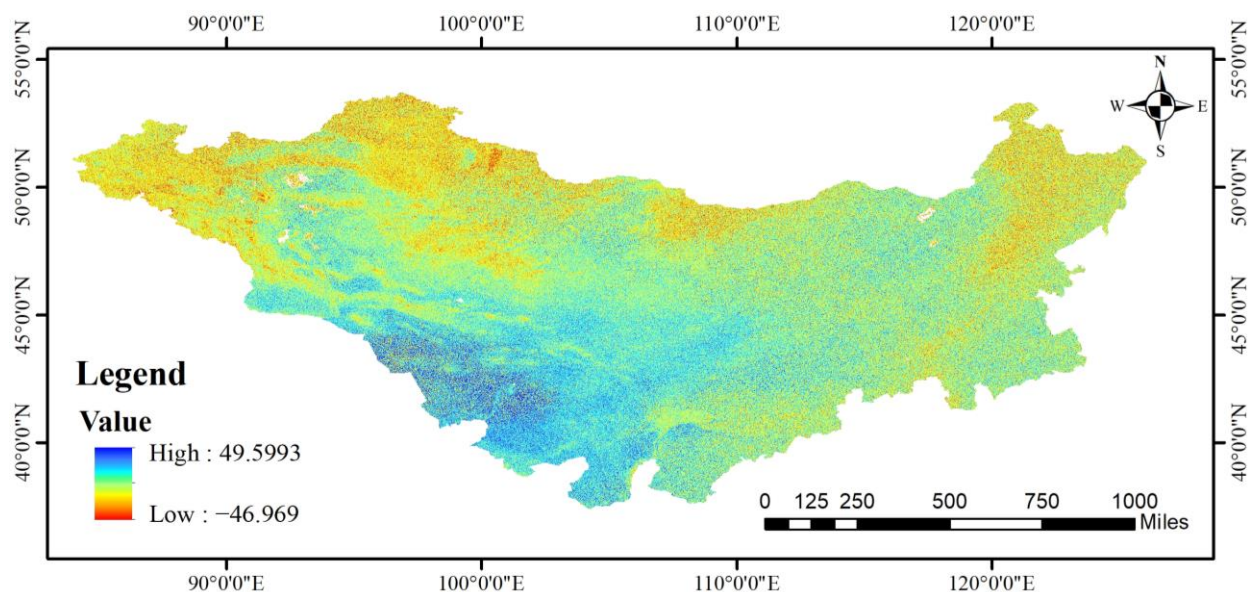 90°0'0"E 100°0'0"E 110°0'0"E 120°0'0"E
55°0'0"N 55°0'0"N
N
W E
S
50°0'0"N 50°0'0"N
45°0'0"N 45°0'0"N
Legend
Value
High : 49.5993
Low : −46.969
40°0'0"N 40°0'0"N
0 125 250 500 750 1000
Miles
90°0'0"E 100°0'0"E 110°0'0"E 120°0'0"E